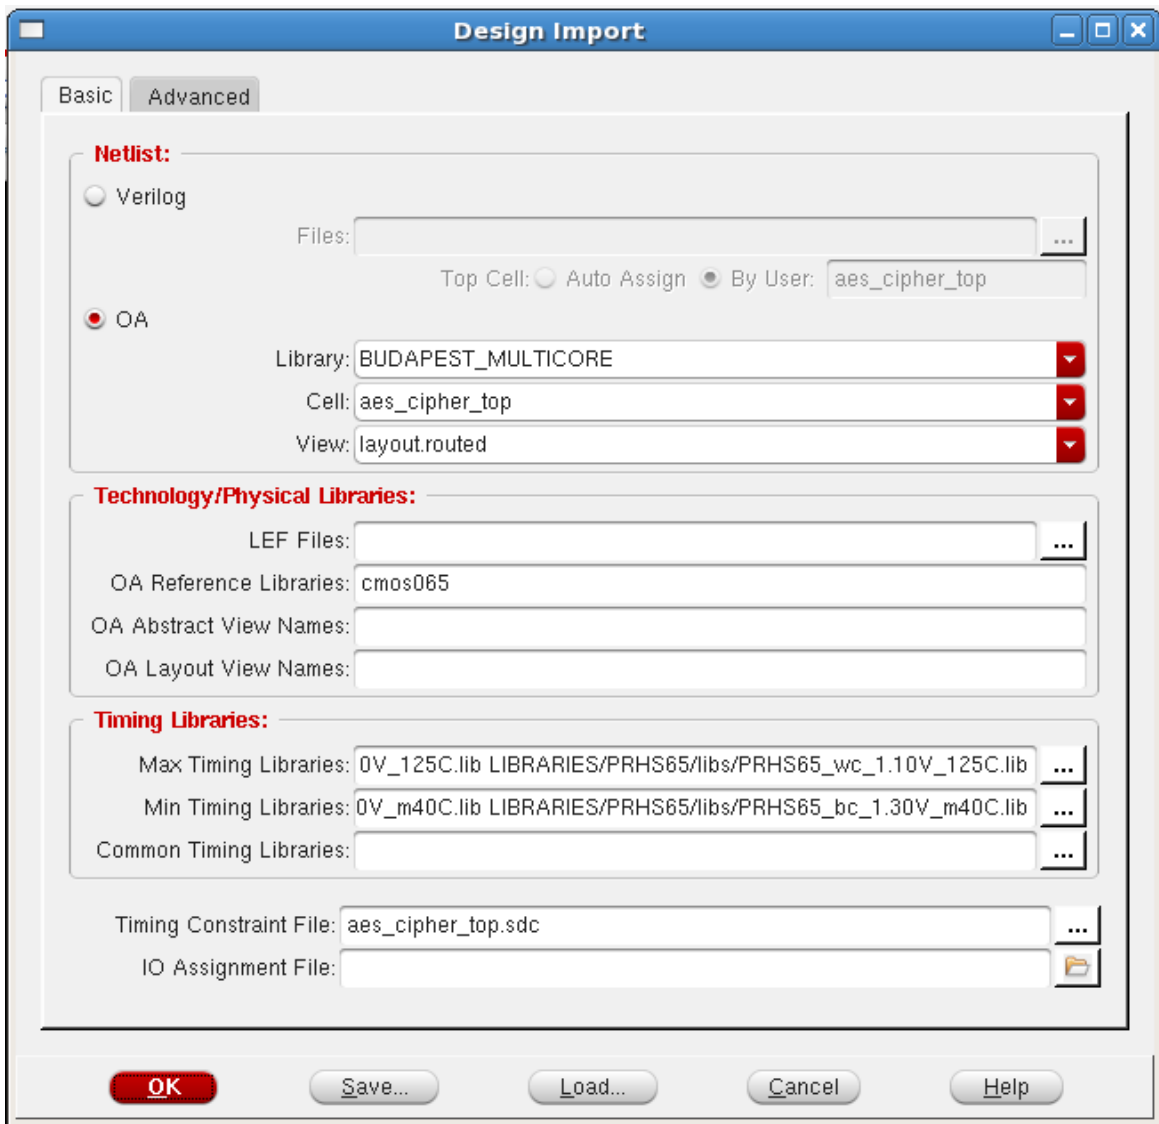 Design Import
Basic Advanced
Netlist:
Verilog
Files: ...
Top Cell: Auto Assign By User: aes_cipher_top
OA
Library: BUDAPEST_MULTICORE
Cell: aes_cipher_top
View: layout.routed
Technology/Physical Libraries:
LEF Files: ...
OA Reference Libraries: cmos065
OA Abstract View Names:
OA Layout View Names:
Timing Libraries:
Max Timing Libraries: 0V_125C.lib LIBRARIES/PRHS65/libs/PRHS65_wc_1.10V_125C.lib ...
Min Timing Libraries: 0V_m40C.lib LIBRARIES/PRHS65/libs/PRHS65_bc_1.30V_m40C.lib ...
Common Timing Libraries: ...
Timing Constraint File: aes_cipher_top.sdc ...
IO Assignment File:
OK Save... Load... Cancel Help